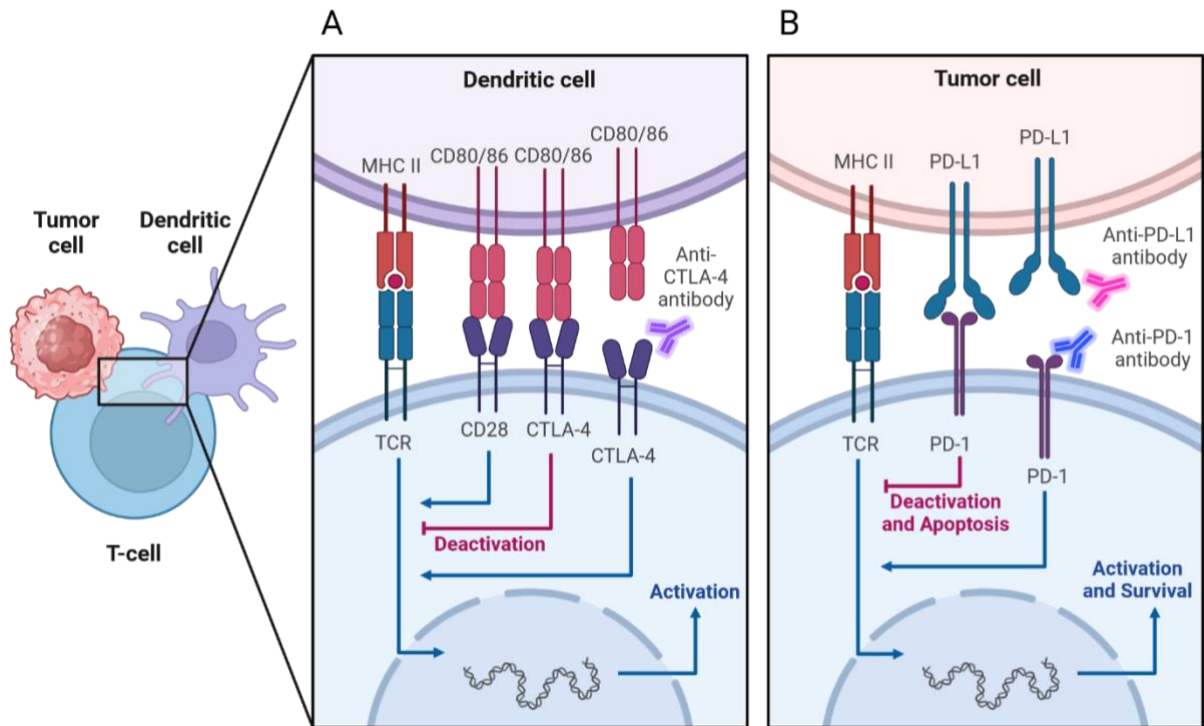 A
B
Tumor
cell
Dendritic
cell
T-cell
Dendritic cell
MHC II
CD80/86
CD80/86
CD80/86
Anti-
CTLA-4
antibody
TCR
CD28
CTLA-4
CTLA-4
Deactivation
Activation
Tumor cell
MHC II
PD-L1
PD-L1
Anti-PD-L1
antibody
Anti-PD-1
antibody
TCR
PD-1
PD-1
Deactivation
and Apoptosis
Activation
and Survival